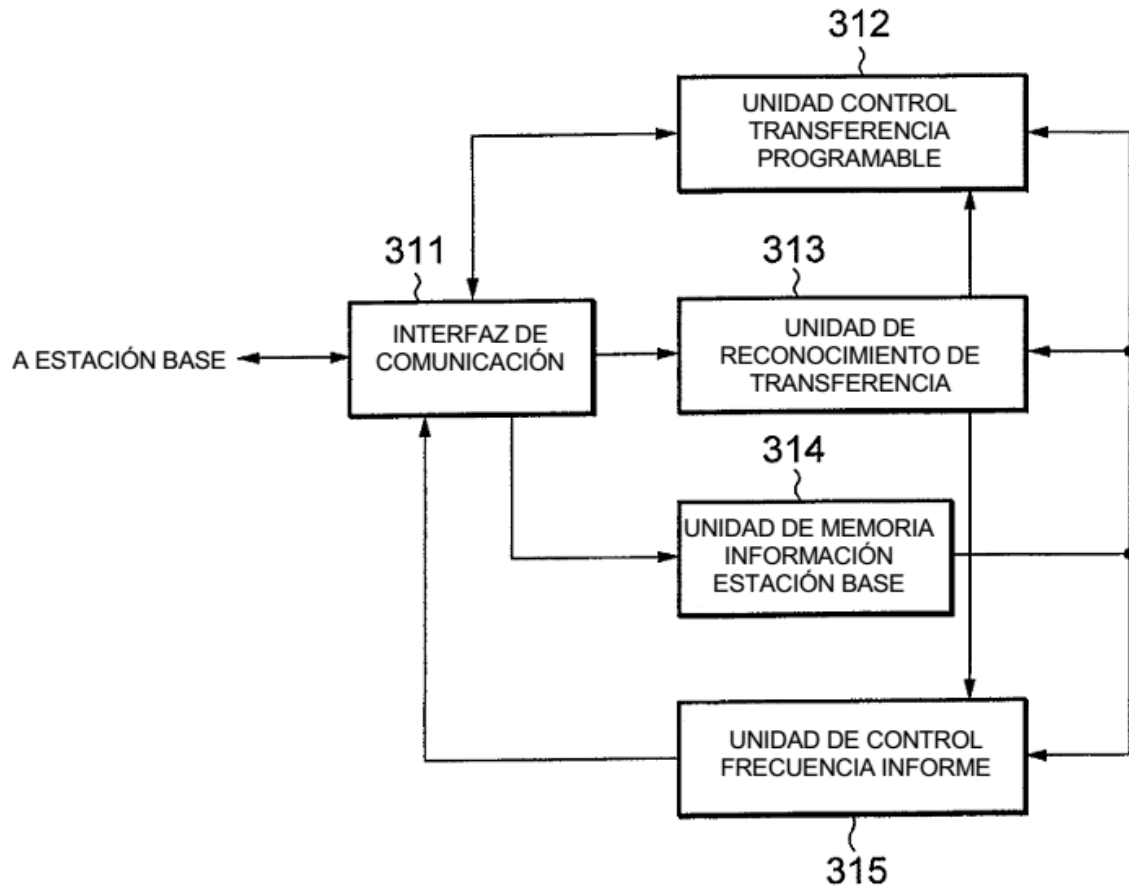 312
UNIDAD CONTROL
TRANSFERENCIA
PROGRAMABLE
311
313
A ESTACIÓN BASE
INTERFAZ DE
COMUNICACIÓN
UNIDAD DE
RECONOCIMIENTO DE
TRANSFERENCIA
314
UNIDAD DE MEMORIA
INFORMACIÓN
ESTACIÓN BASE
UNIDAD DE CONTROL
FRECUENCIA INFORME
315